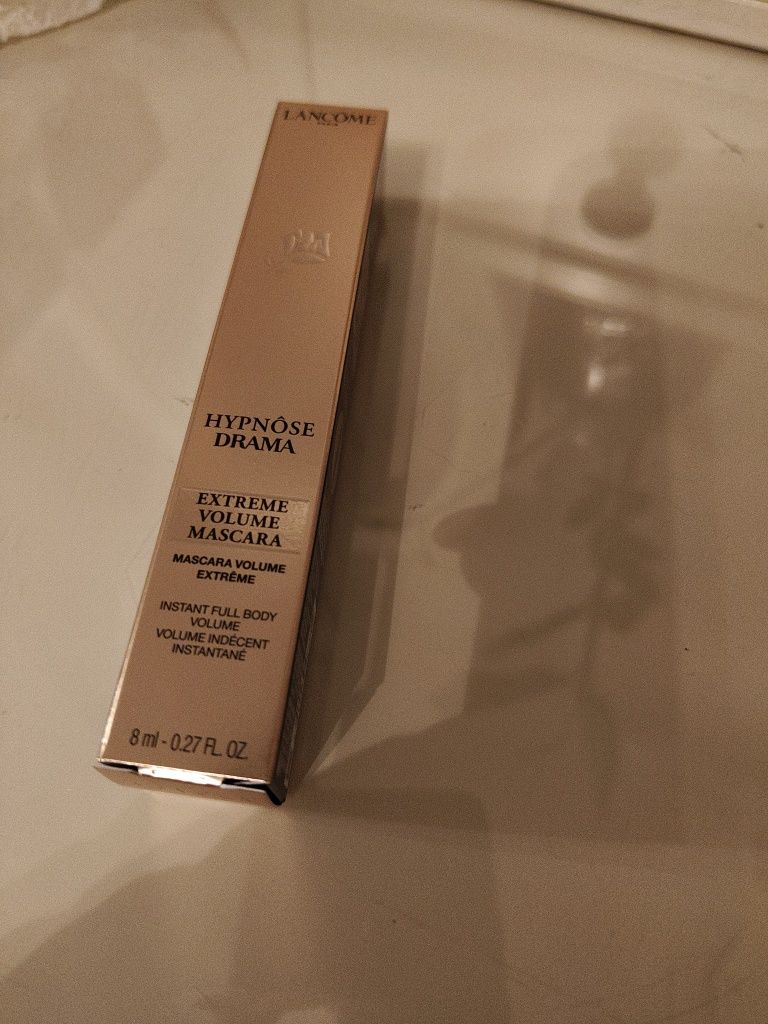 LANCÔME
PARIS
HYPNÔSE
DRAMA
EXTREME
VOLUME
MASCARA
MASCARA VOLUME
EXTRÊME
INSTANT FULL BODY
VOLUME
VOLUME INDÉCENT
INSTANTANÉ
8 ml - 0.27 FL. OZ.